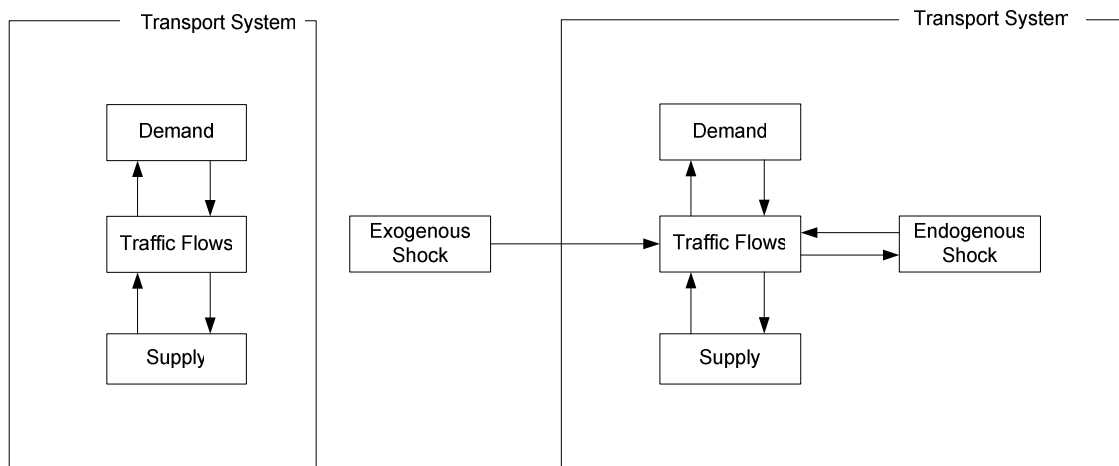 Transport System
Demand
Traffic Flows
Supply
Transport System
Exogenous
Shock
Demand
Traffic Flows
Supply
Endogenous
Shock